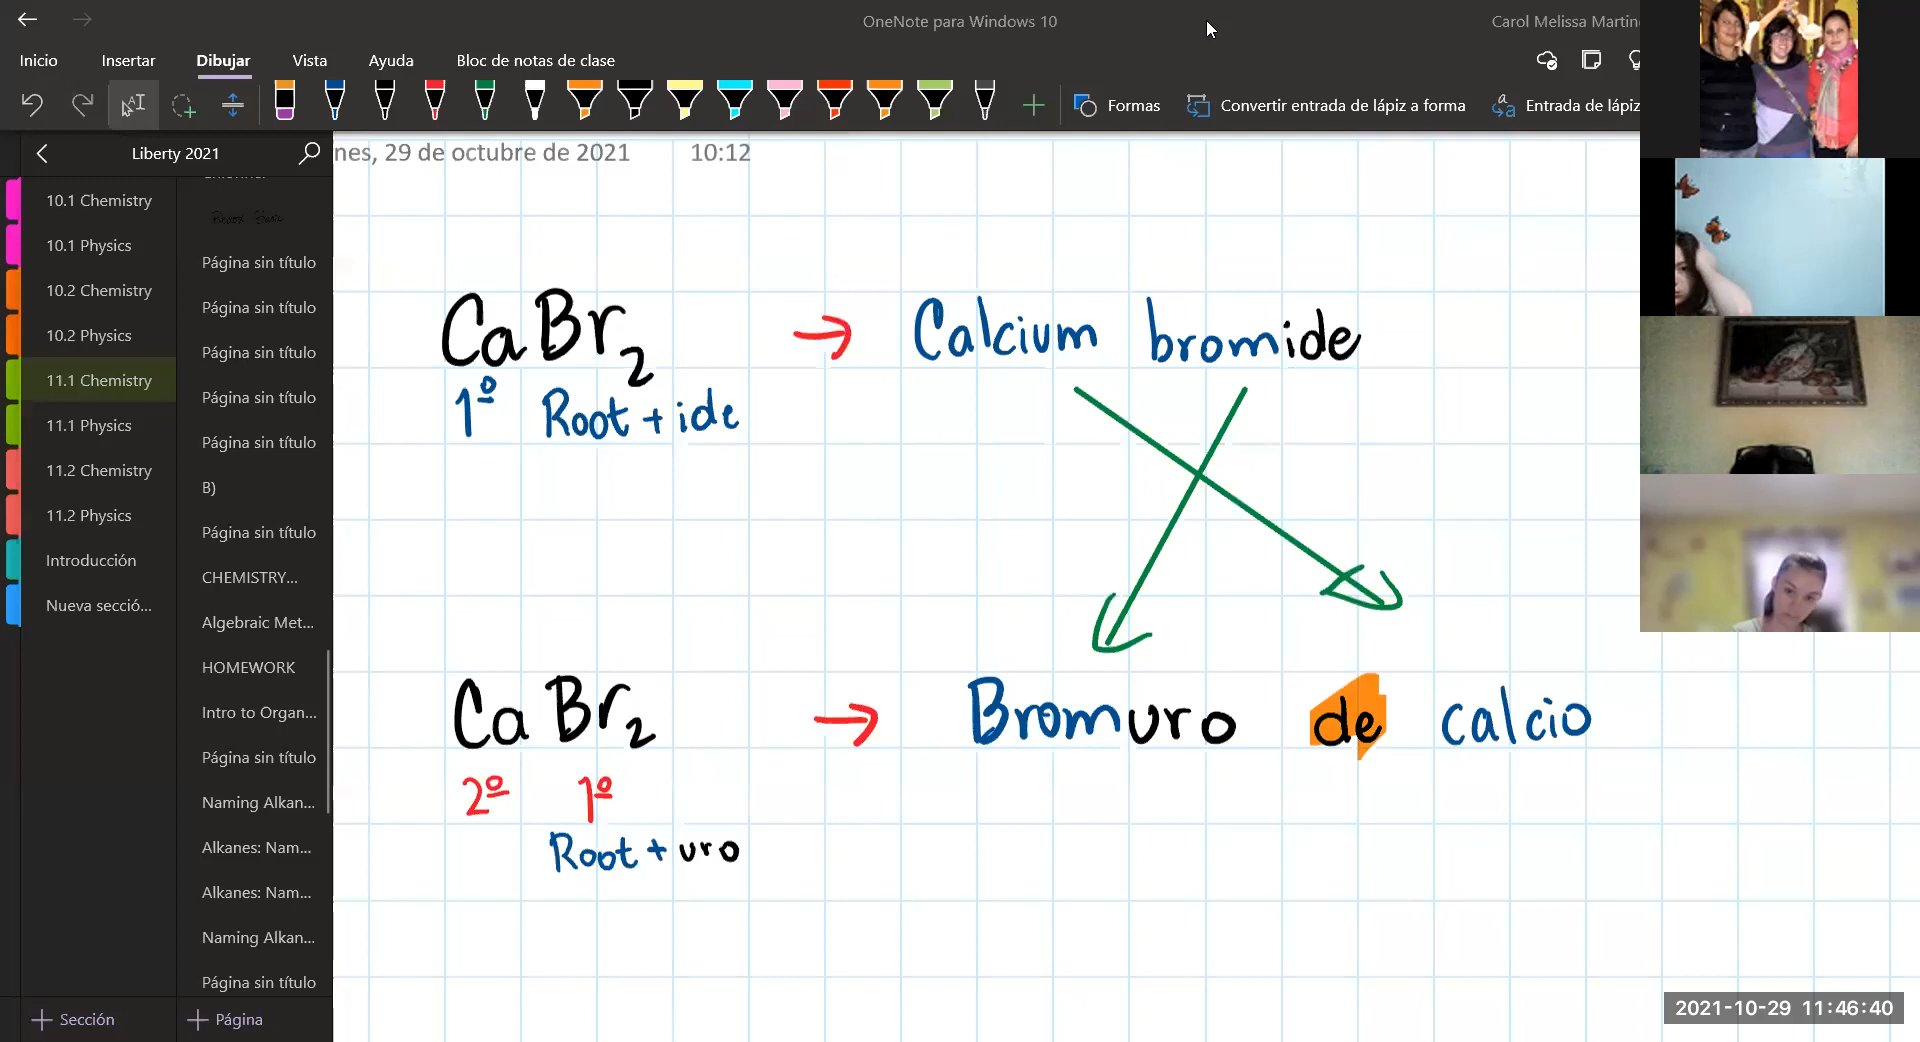 OneNote para Windows 10
Carol Melissa Martin
Inicio Insertar Dibujar Vista Ayuda Bloc de notas de clase
Formas Convertir entrada de lápiz a forma Entrada de lápiz
Liberty 2021
nes, 29 de octubre de 2021 10:12
10.1 Chemistry
10.1 Physics
10.2 Chemistry
10.2 Physics
11.1 Chemistry
11.1 Physics
11.2 Chemistry
11.2 Physics
Introducción
Nueva secció...
Página sin título
Página sin título
Página sin título
Página sin título
Página sin título
B)
Página sin título
CHEMISTRY...
Algebraic Met...
HOMEWORK
Intro to Organ...
Página sin título
Naming Alkan...
Alkanes: Nam...
Alkanes: Nam...
Naming Alkan...
Página sin título
Sección
Página
CaBr₂ → Calcium bromide
1º Root + ide
CaBr₂ → Bromuro de calcio
2º 1º
Root + uro
2021-10-29 11:46:40